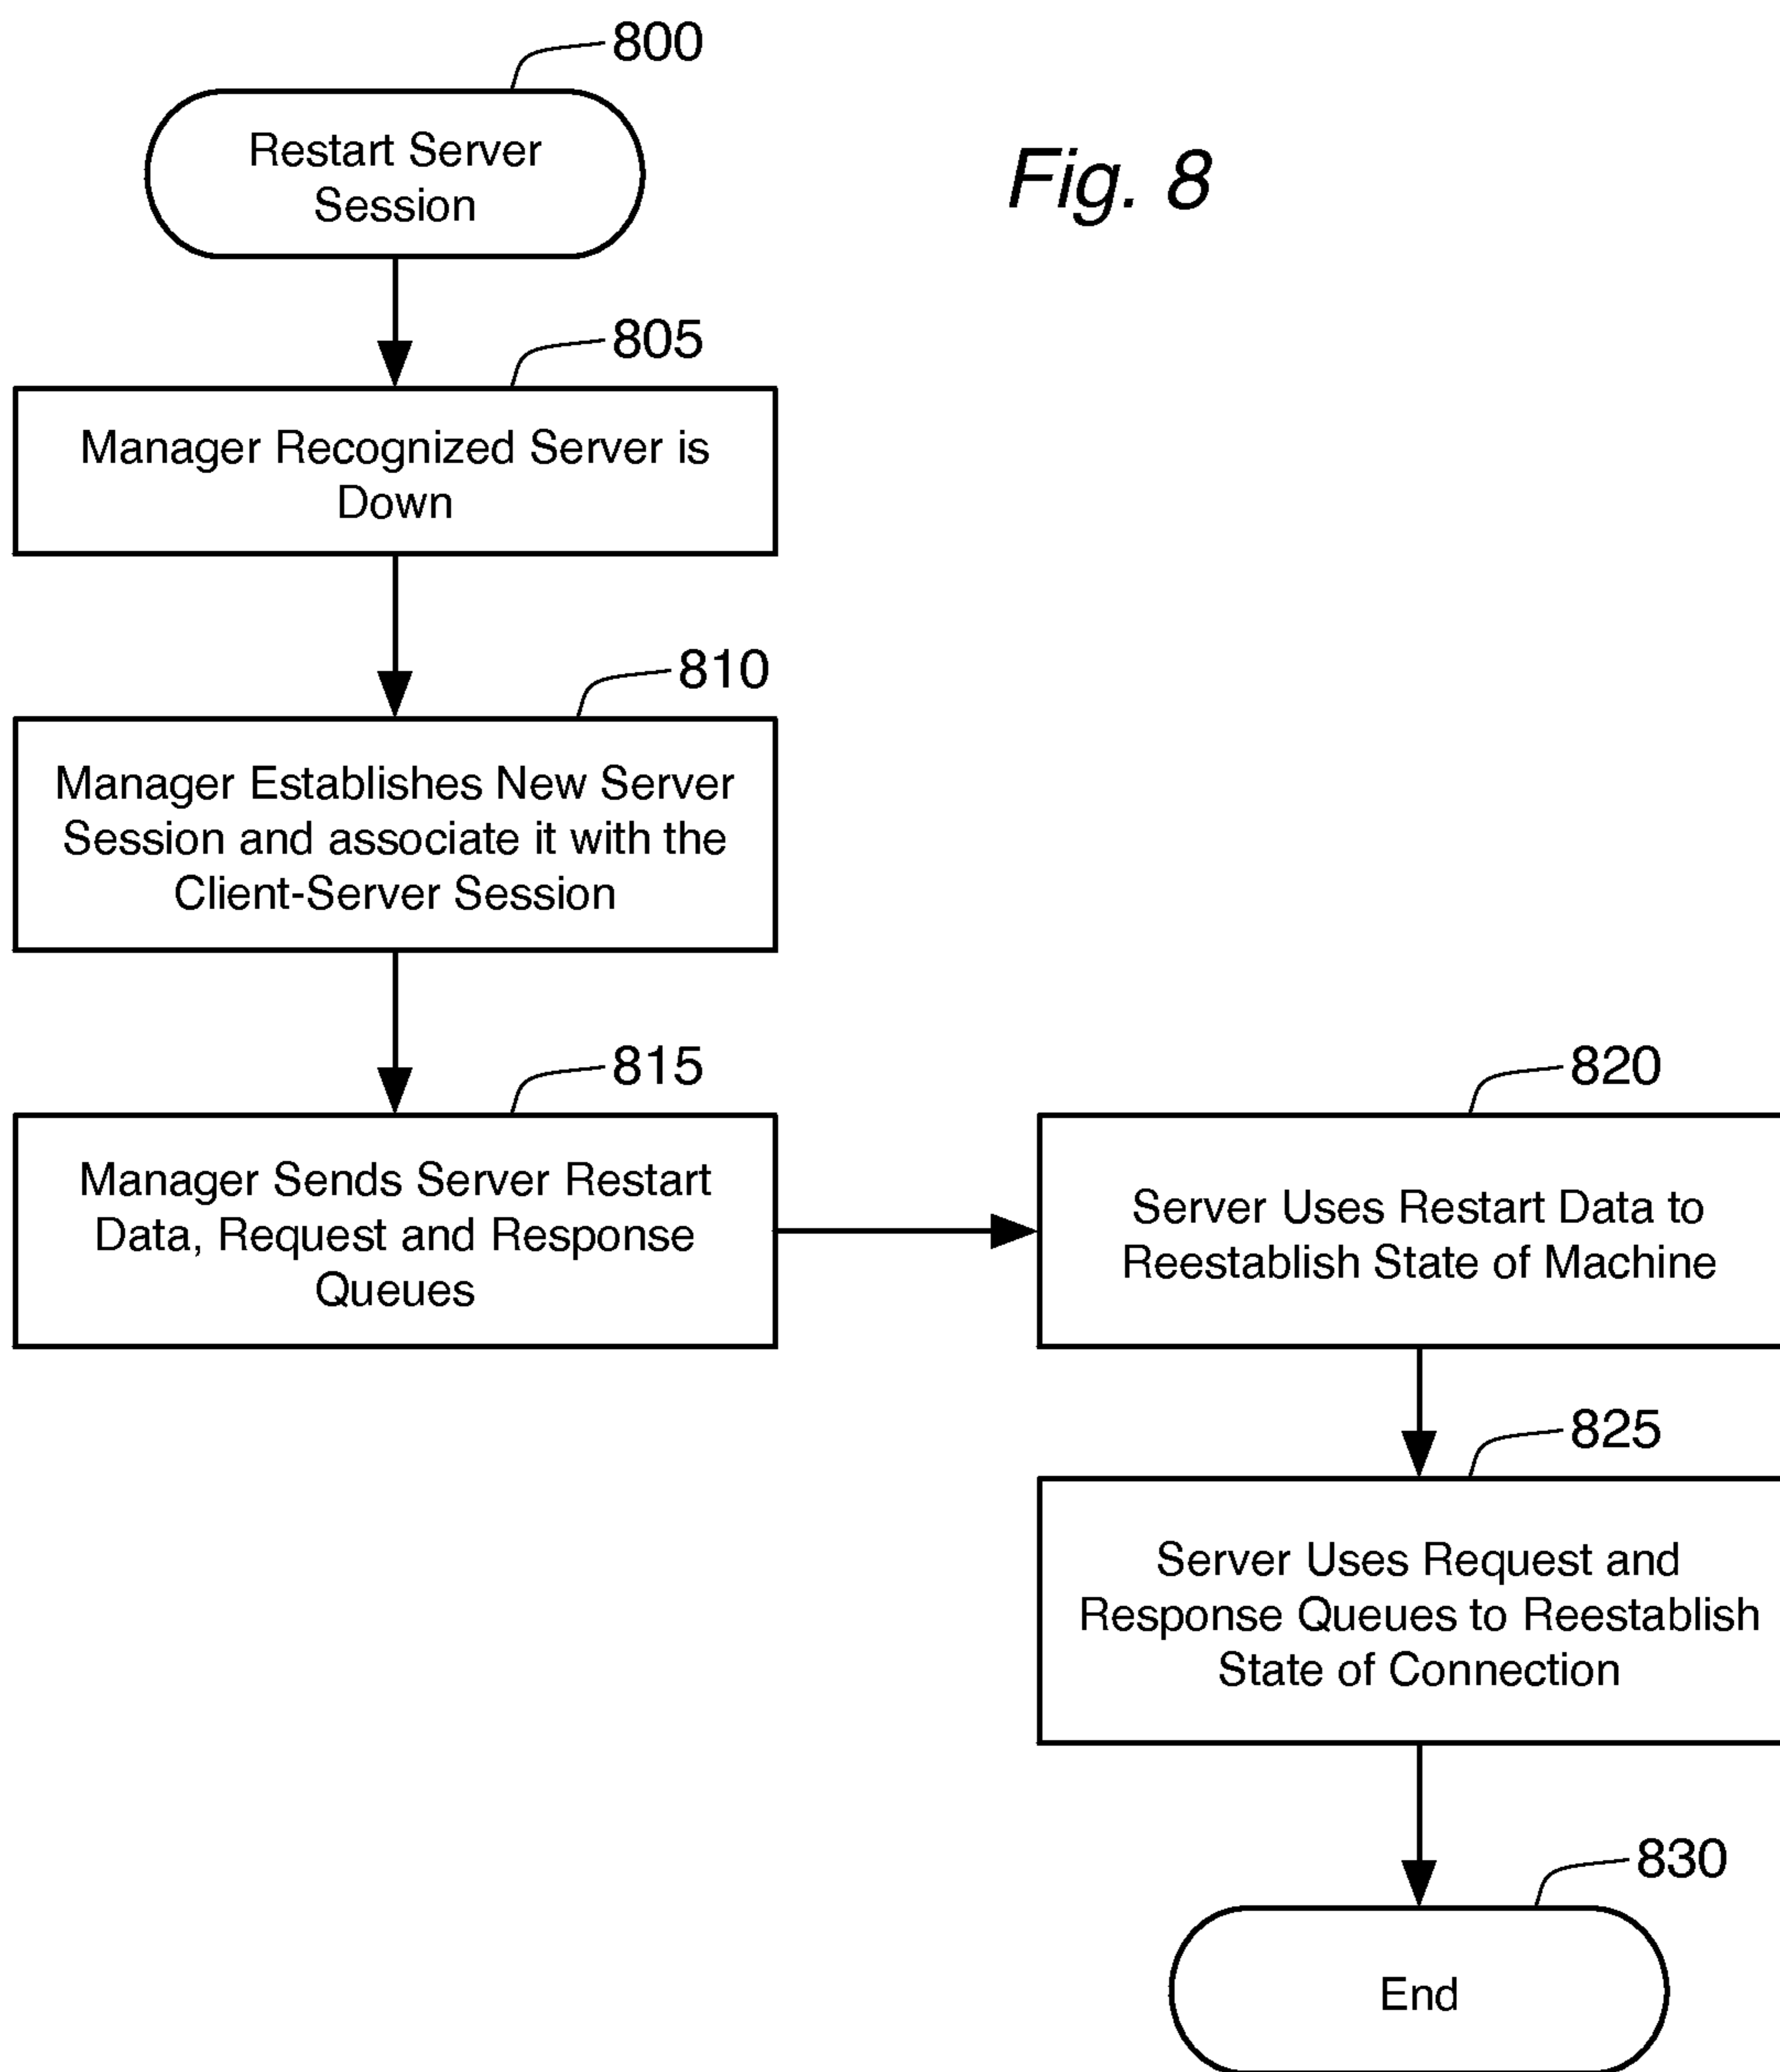 800
Restart Server
Session
Fig. 8
805
Manager Recognized Server is
Down
810
Manager Establishes New Server
Session and associate it with the
Client-Server Session
815
Manager Sends Server Restart
Data, Request and Response
Queues
820
Server Uses Restart Data to
Reestablish State of Machine
825
Server Uses Request and
Response Queues to Reestablish
State of Connection
830
End